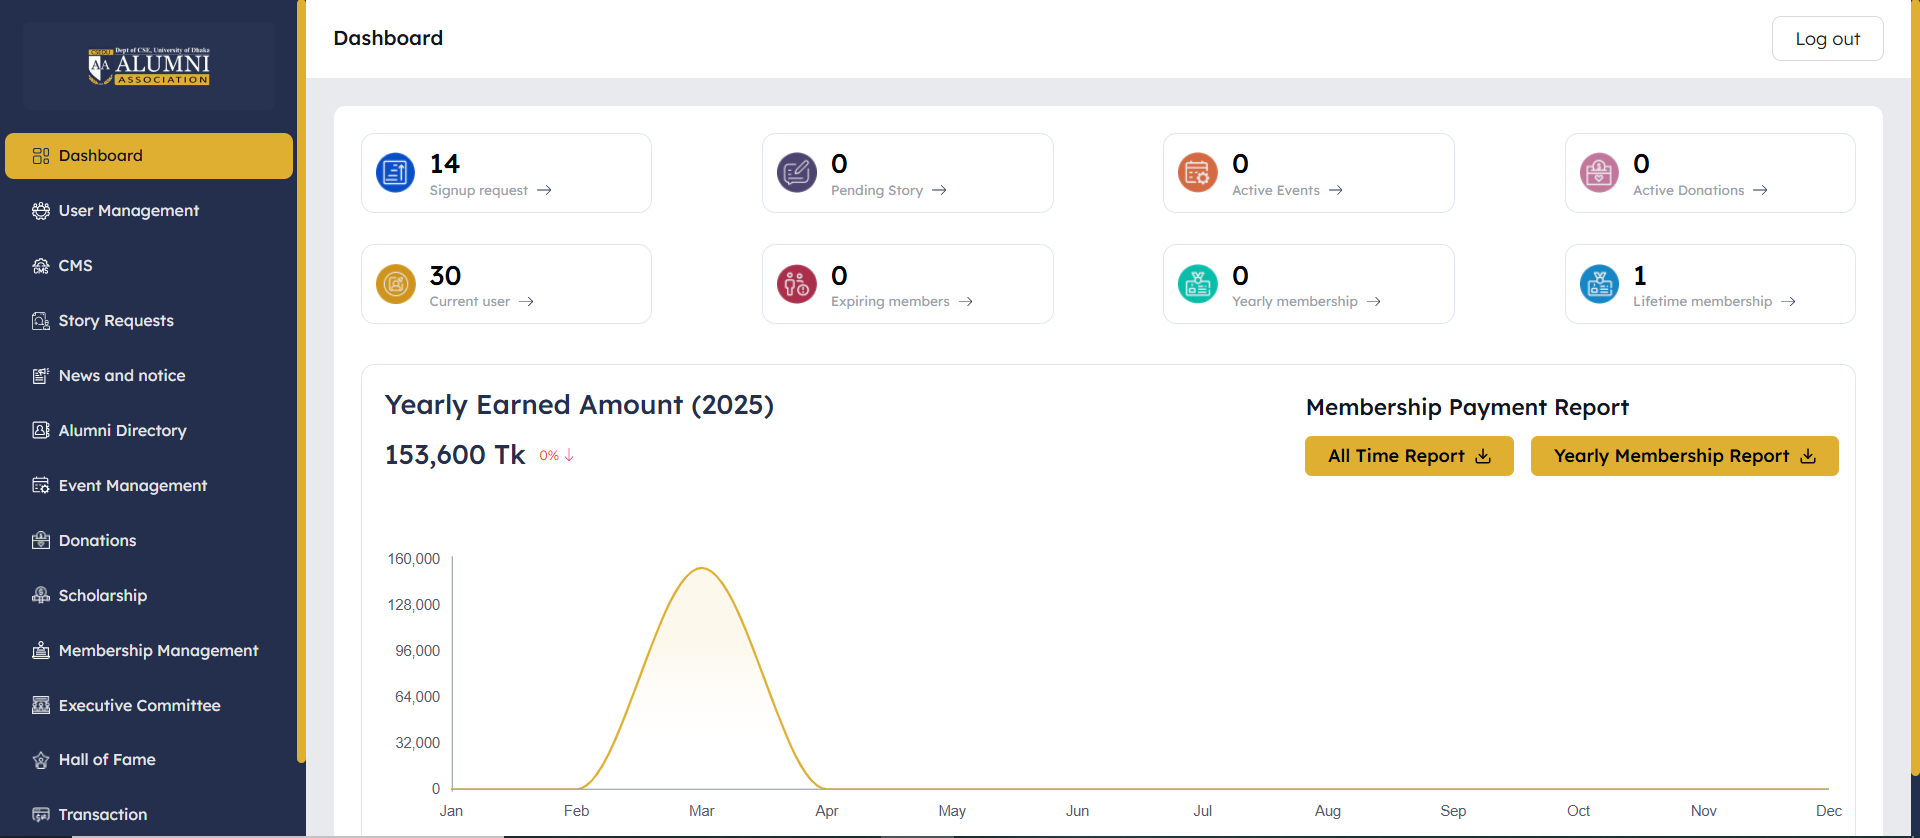 Dept of CSE, University of Dhaka
CSEDU
AA
ALUMNI
ASSOCIATION
Dashboard
User Management
CMS
Story Requests
News and notice
Alumni Directory
Event Management
Donations
Scholarship
Membership Management
Executive Committee
Hall of Fame
Transaction
Dashboard
Log out
14
Signup request
0
Pending Story
0
Active Events
0
Active Donations
30
Current user
0
Expiring members
0
Yearly membership
1
Lifetime membership
Yearly Earned Amount (2025)
153,600 Tk 0% ↓
Membership Payment Report
All Time Report
Yearly Membership Report
160,000
128,000
96,000
64,000
32,000
0
Jan Feb Mar Apr May Jun Jul Aug Sep Oct Nov Dec